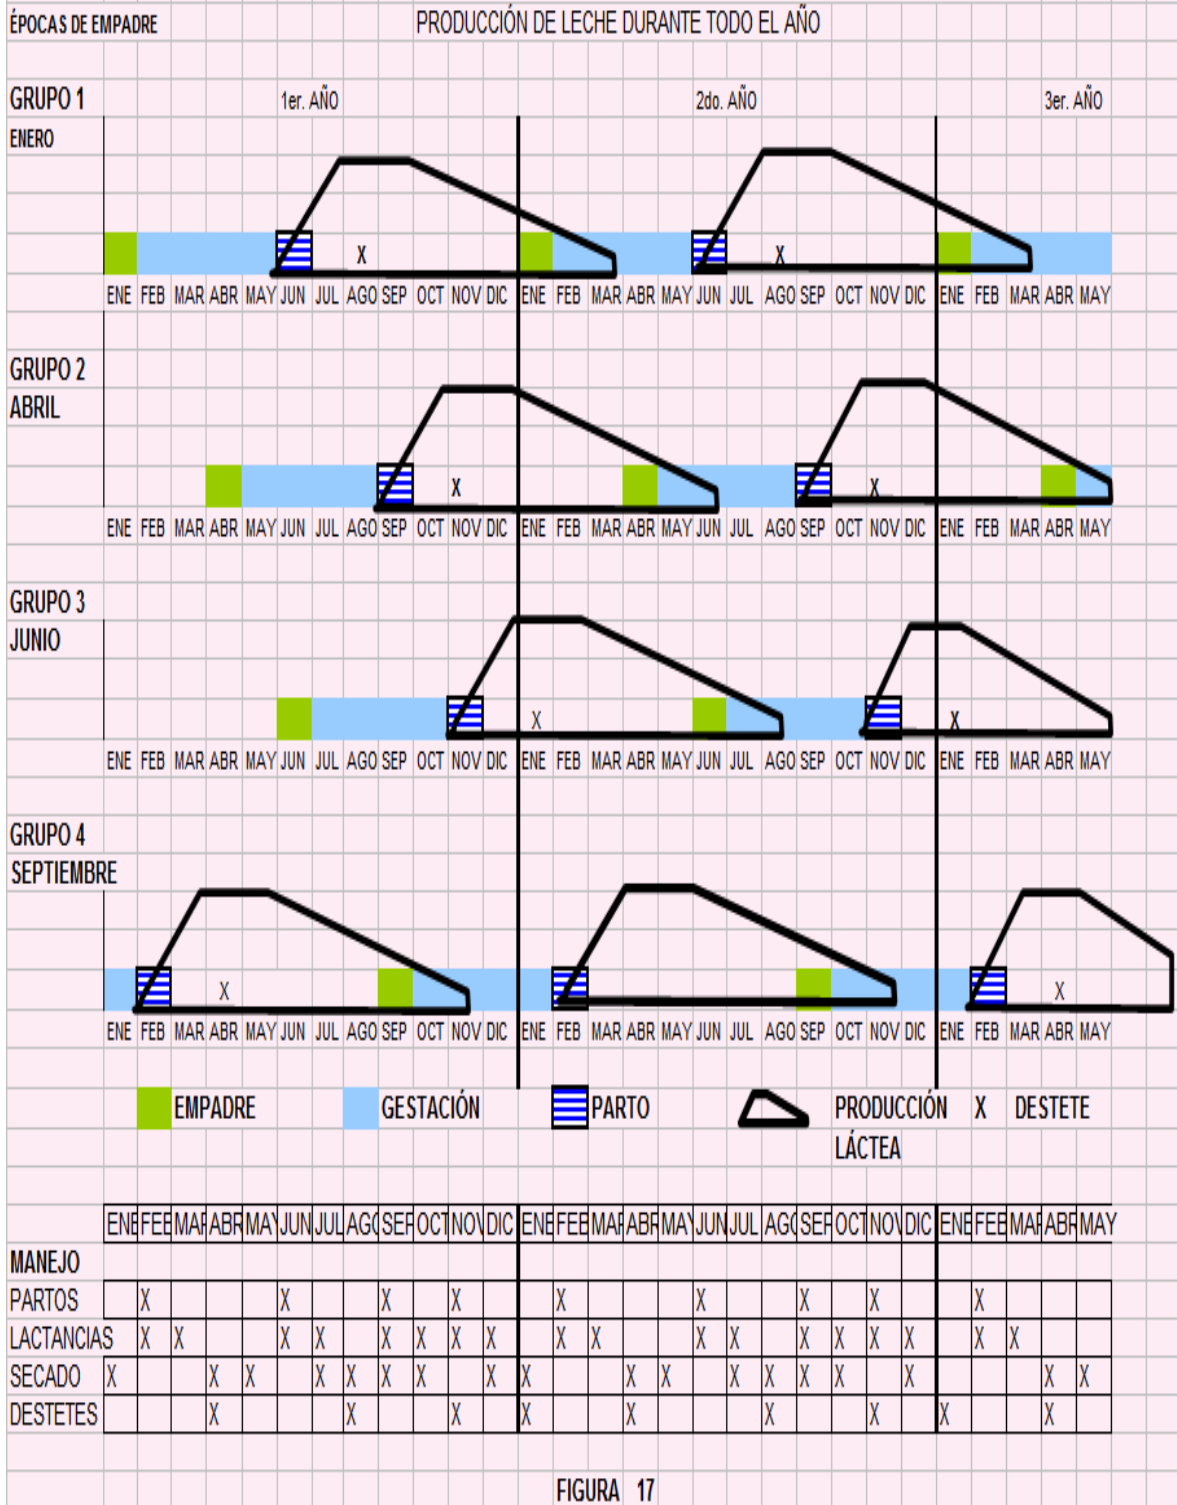 ÉPOCAS DE EMPADRE PRODUCCIÓN DE LECHE DURANTE TODO EL AÑO
GRUPO 1 1er. AÑO 2do. AÑO 3er. AÑO
ENERO
X X
ENE FEB MAR ABR MAY JUN JUL AGO SEP OCT NOV DIC ENE FEB MAR ABR MAY JUN JUL AGO SEP OCT NOV DIC ENE FEB MAR ABR MAY
GRUPO 2
ABRIL
X X
ENE FEB MAR ABR MAY JUN JUL AGO SEP OCT NOV DIC ENE FEB MAR ABR MAY JUN JUL AGO SEP OCT NOV DIC ENE FEB MAR ABR MAY
GRUPO 3
JUNIO
X X
ENE FEB MAR ABR MAY JUN JUL AGO SEP OCT NOV DIC ENE FEB MAR ABR MAY JUN JUL AGO SEP OCT NOV DIC ENE FEB MAR ABR MAY
GRUPO 4
SEPTIEMBRE
X X
ENE FEB MAR ABR MAY JUN JUL AGO SEP OCT NOV DIC ENE FEB MAR ABR MAY JUN JUL AGO SEP OCT NOV DIC ENE FEB MAR ABR MAY
EMPADRE GESTACIÓN PARTO PRODUCCIÓN X DESTETE
LÁCTEA
ENE FEB MAR ABR MAY JUN JUL AGO SEP OCT NOV DIC ENE FEB MAR ABR MAY JUN JUL AGO SEP OCT NOV DIC ENE FEB MAR ABR MAY
MANEJO
PARTOS X X X X X X X X X
LACTANCIAS X X X X X X X X X X X X X X X X X X
SECADO X X X X X X X X X X X X X X X X X X
DESTETES X X X X X X X X X
FIGURA 17